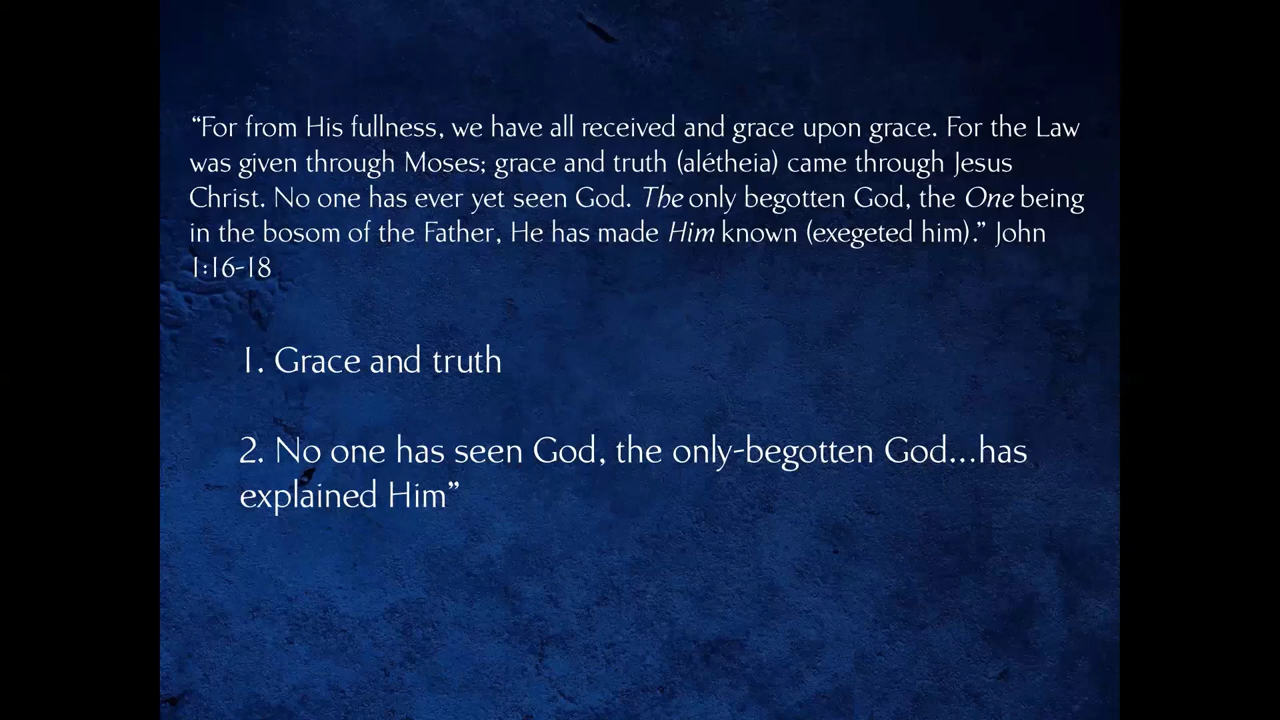 “For from His fullness, we have all received and grace upon grace. For the Law
was given through Moses; grace and truth (alétheia) came through Jesus
Christ. No one has ever yet seen God. The only begotten God, the One being
in the bosom of the Father, He has made Him known (exegeted him).” John
1:16-18
1. Grace and truth
2. No one has seen God, the only-begotten God...has
explained Him”